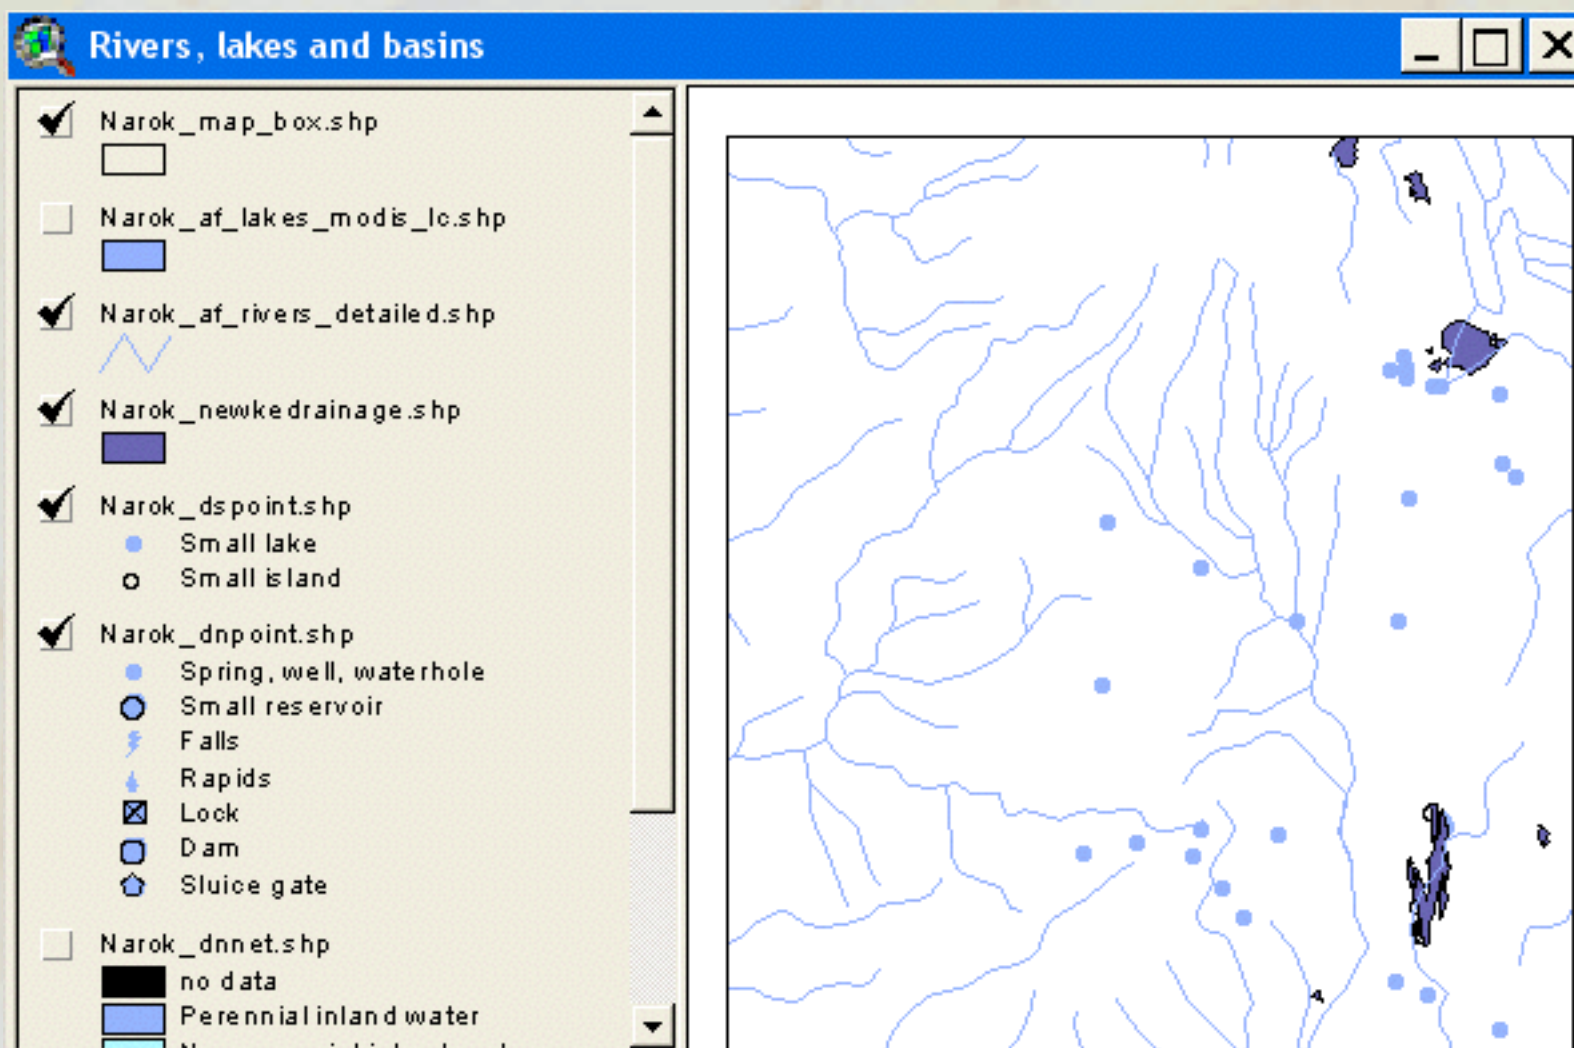 Rivers, lakes and basins
Narok_map_box.shp
Narok_af_lakes_modis_lc.shp
Narok_af_rivers_detailed.shp
Narok_newkedrainage.shp
Narok_dspoint.shp
Small lake
Small island
Narok_dnpoint.shp
Spring, well, waterhole
Small reservoir
Falls
Rapids
Lock
Dam
Sluice gate
Narok_dnnet.shp
no data
Perennial inland water